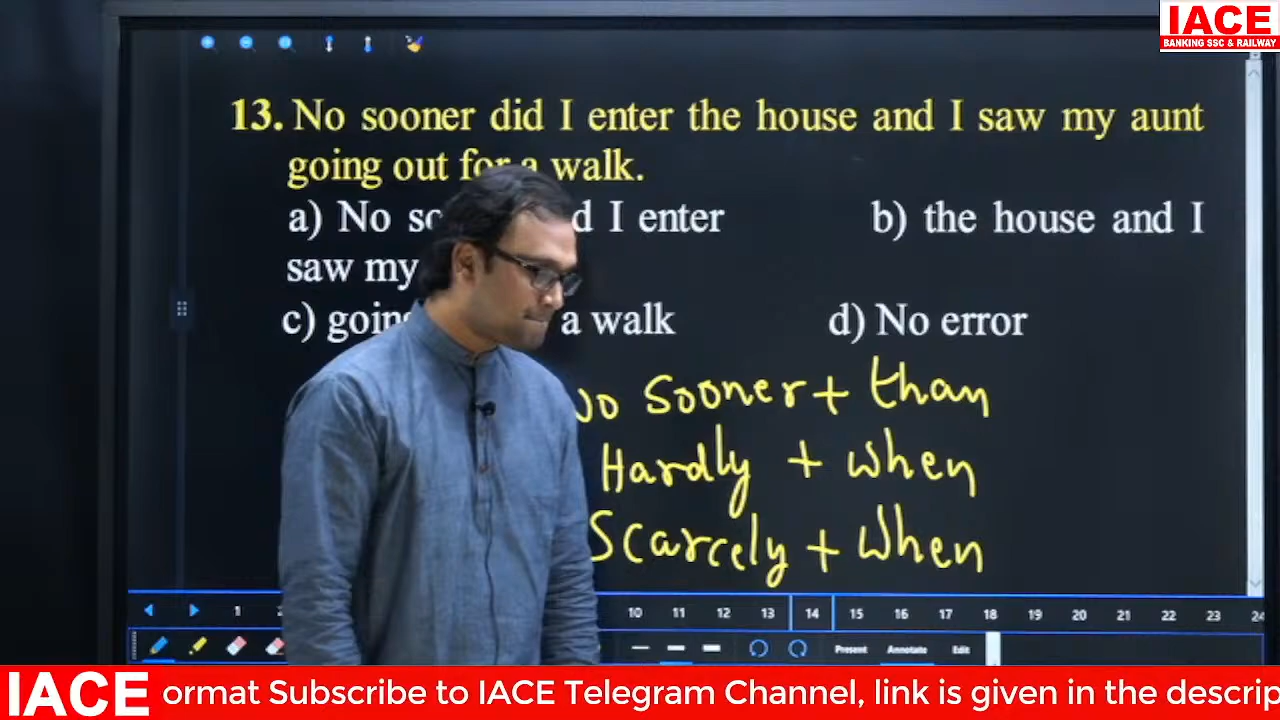 IACE
BANKING SSC & RAILWAY
13. No sooner did I enter the house and I saw my aunt
going out for a walk.
a) No I enter b) the house and I
saw my
c) a walk d) No error
No Sooner + than
Hardly + when
Scarcely + When
1 10 11 12 13 14 15 16 17 18 19 20 21 22 23 24
Present Annotate Edit
IACE ormat Subscribe to IACE Telegram Channel, link is given in the descrip